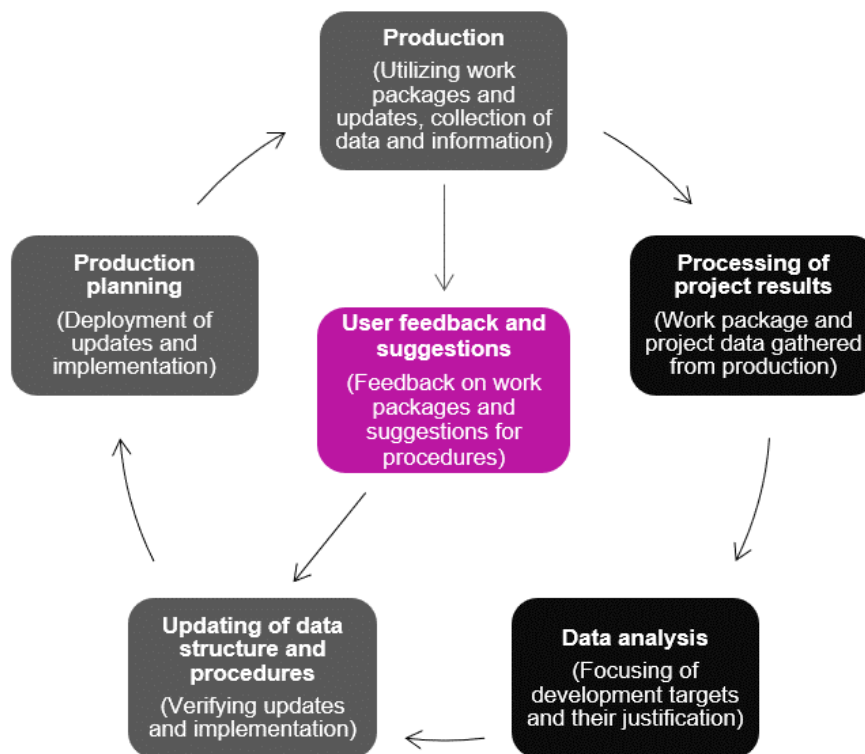 Production
(Utilizing work
packages and
updates, collection of
data and information)
Production
planning
(Deployment of
updates and
implementation)
User feedback and
suggestions
(Feedback on work
packages and
suggestions for
procedures)
Processing of
project results
(Work package and
project data gathered
from production)
Updating of data
structure and
procedures
(Verifying updates
and implementation)
Data analysis
(Focusing of
development targets
and their justification)